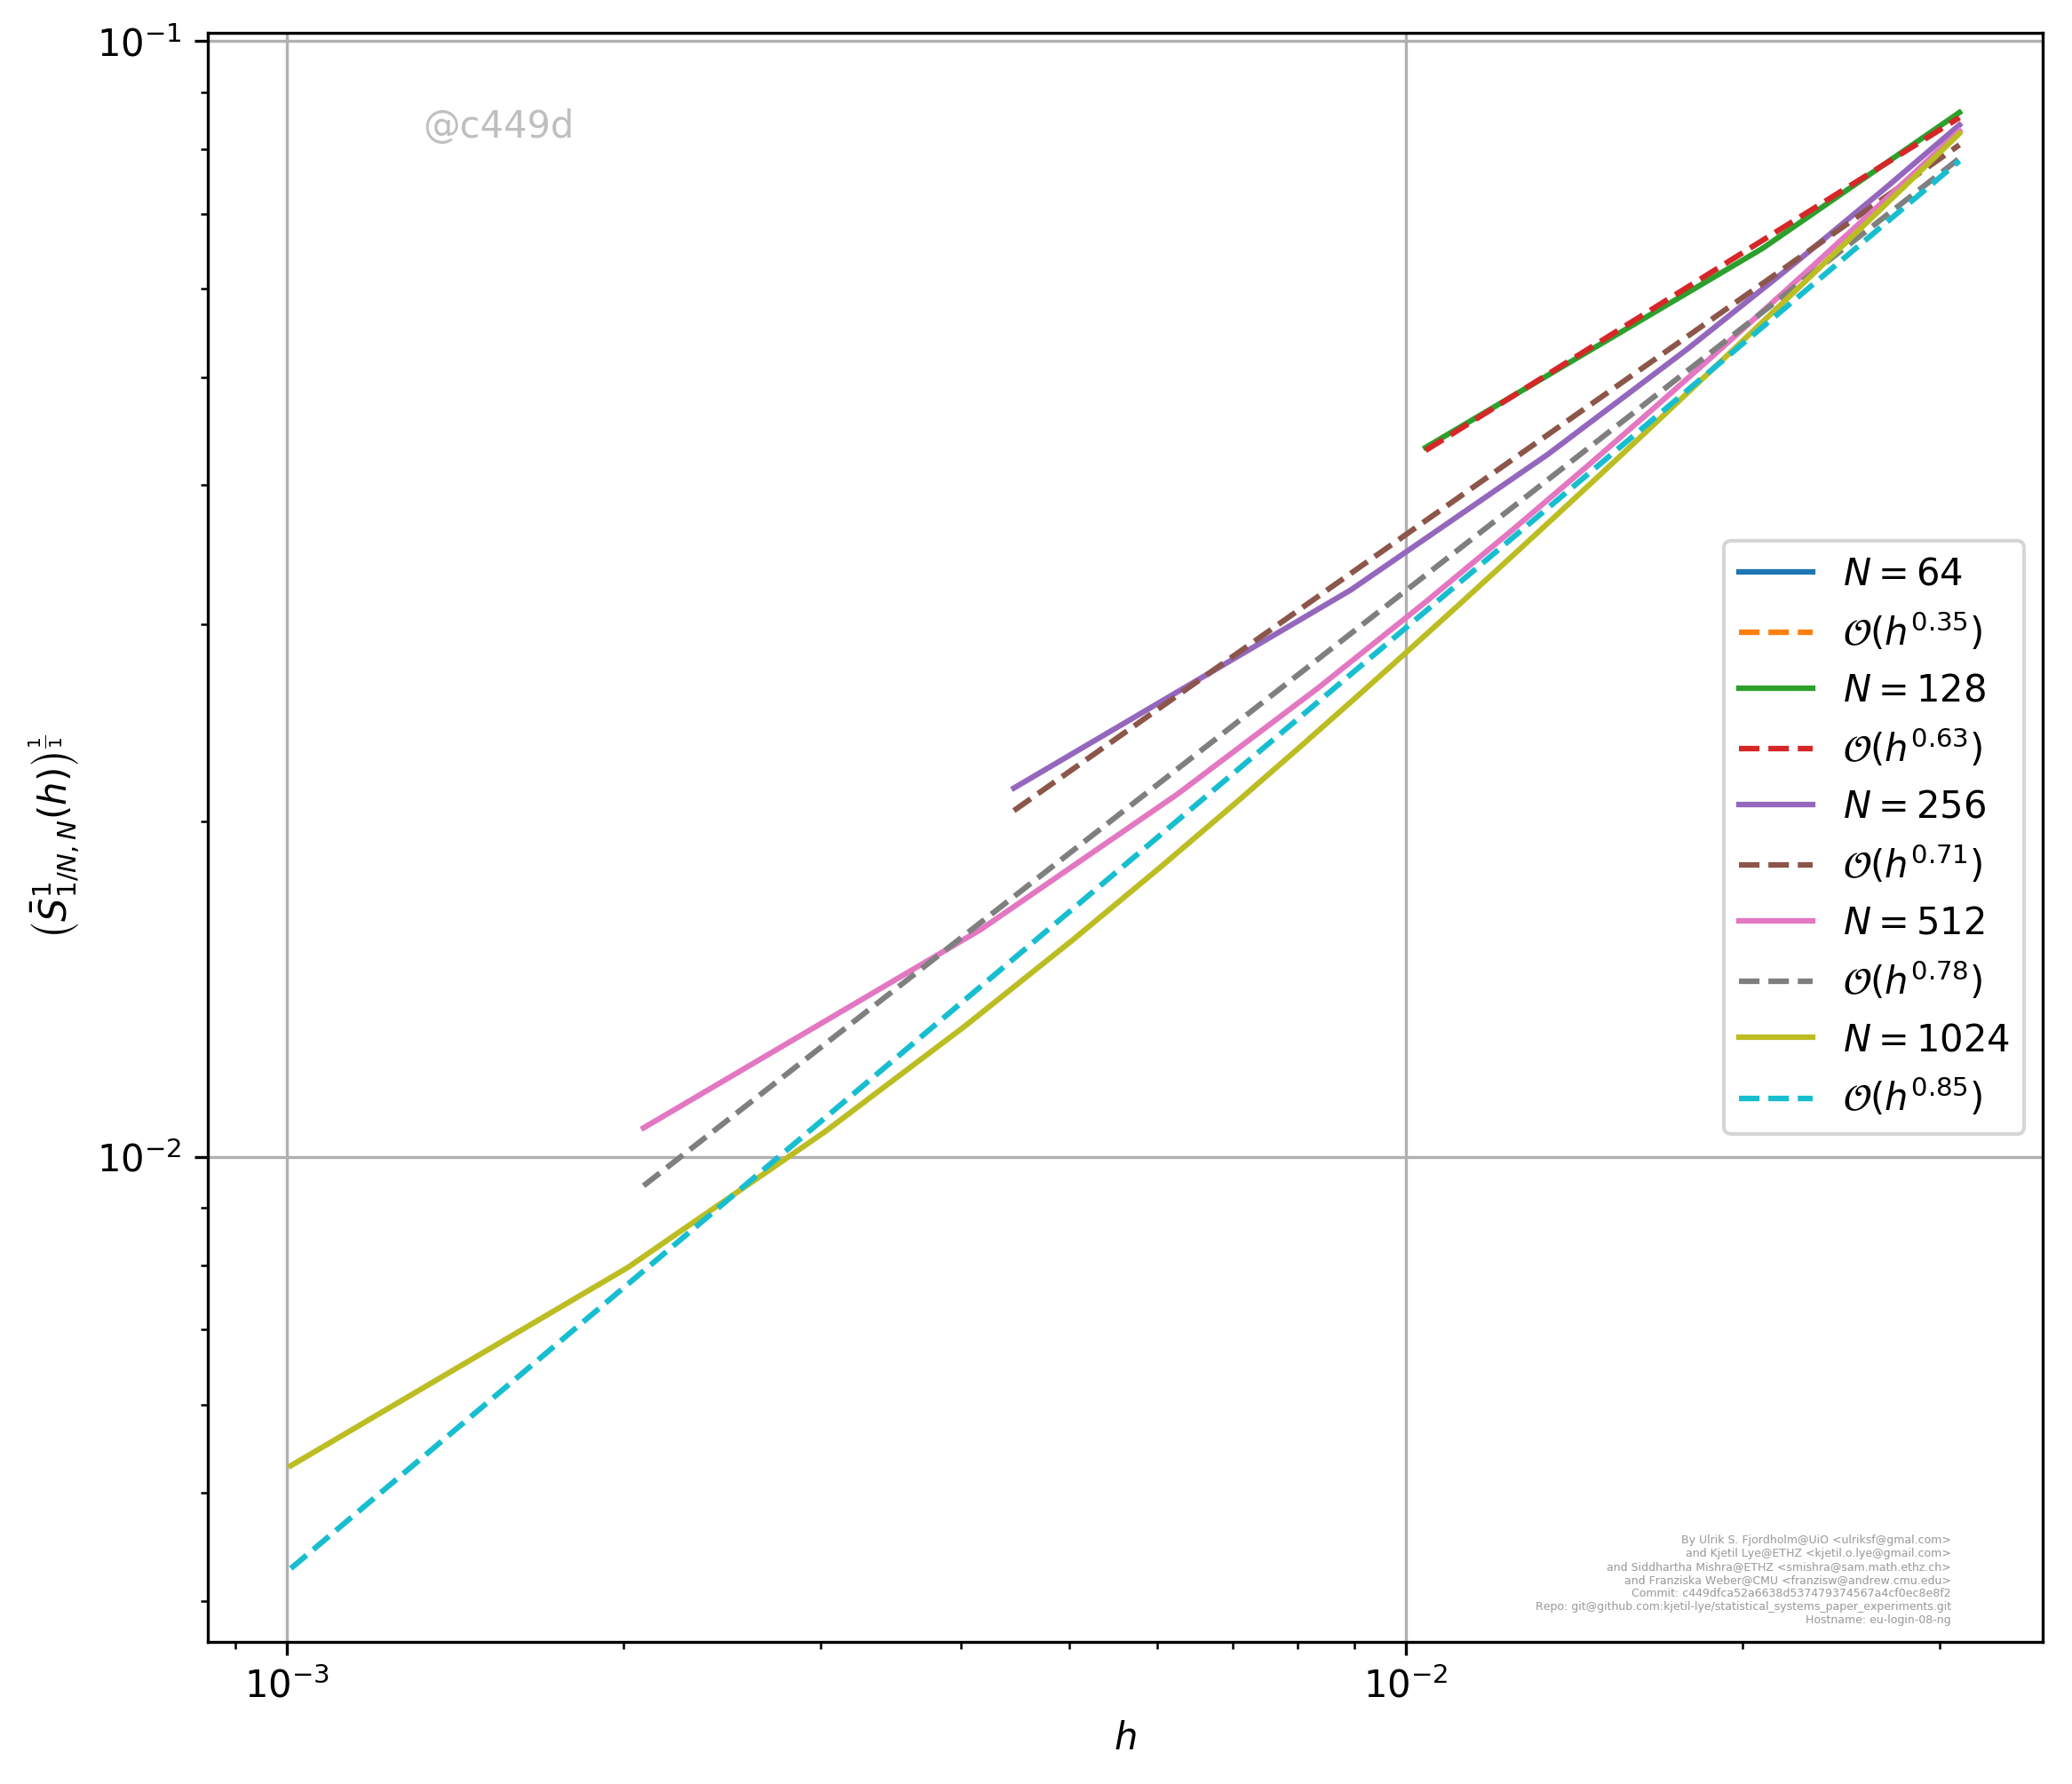 10⁻¹
@c449d
N = 64
𝒪(h^0.35)
N = 128
𝒪(h^0.63)
N = 256
𝒪(h^0.71)
N = 512
𝒪(h^0.78)
N = 1024
𝒪(h^0.85)
(S̄¹_{1/N, N}(h))^{1/1}
10⁻²
By Ulrik S. Fjordholm@UiO <ulriksf@gmal.com>
and Kjetil Lye@ETHZ <kjetil.o.lye@gmail.com>
and Siddhartha Mishra@ETHZ <smishra@sam.math.ethz.ch>
and Franziska Weber@CMU <franzisw@andrew.cmu.edu>
Commit: c449dfca52a6638d537479374567a4cf0ec8e8f2
Repo: git@github.com:kjetil-lye/statistical_systems_paper_experiments.git
Hostname: eu-login-08-ng
10⁻³ 10⁻²
h